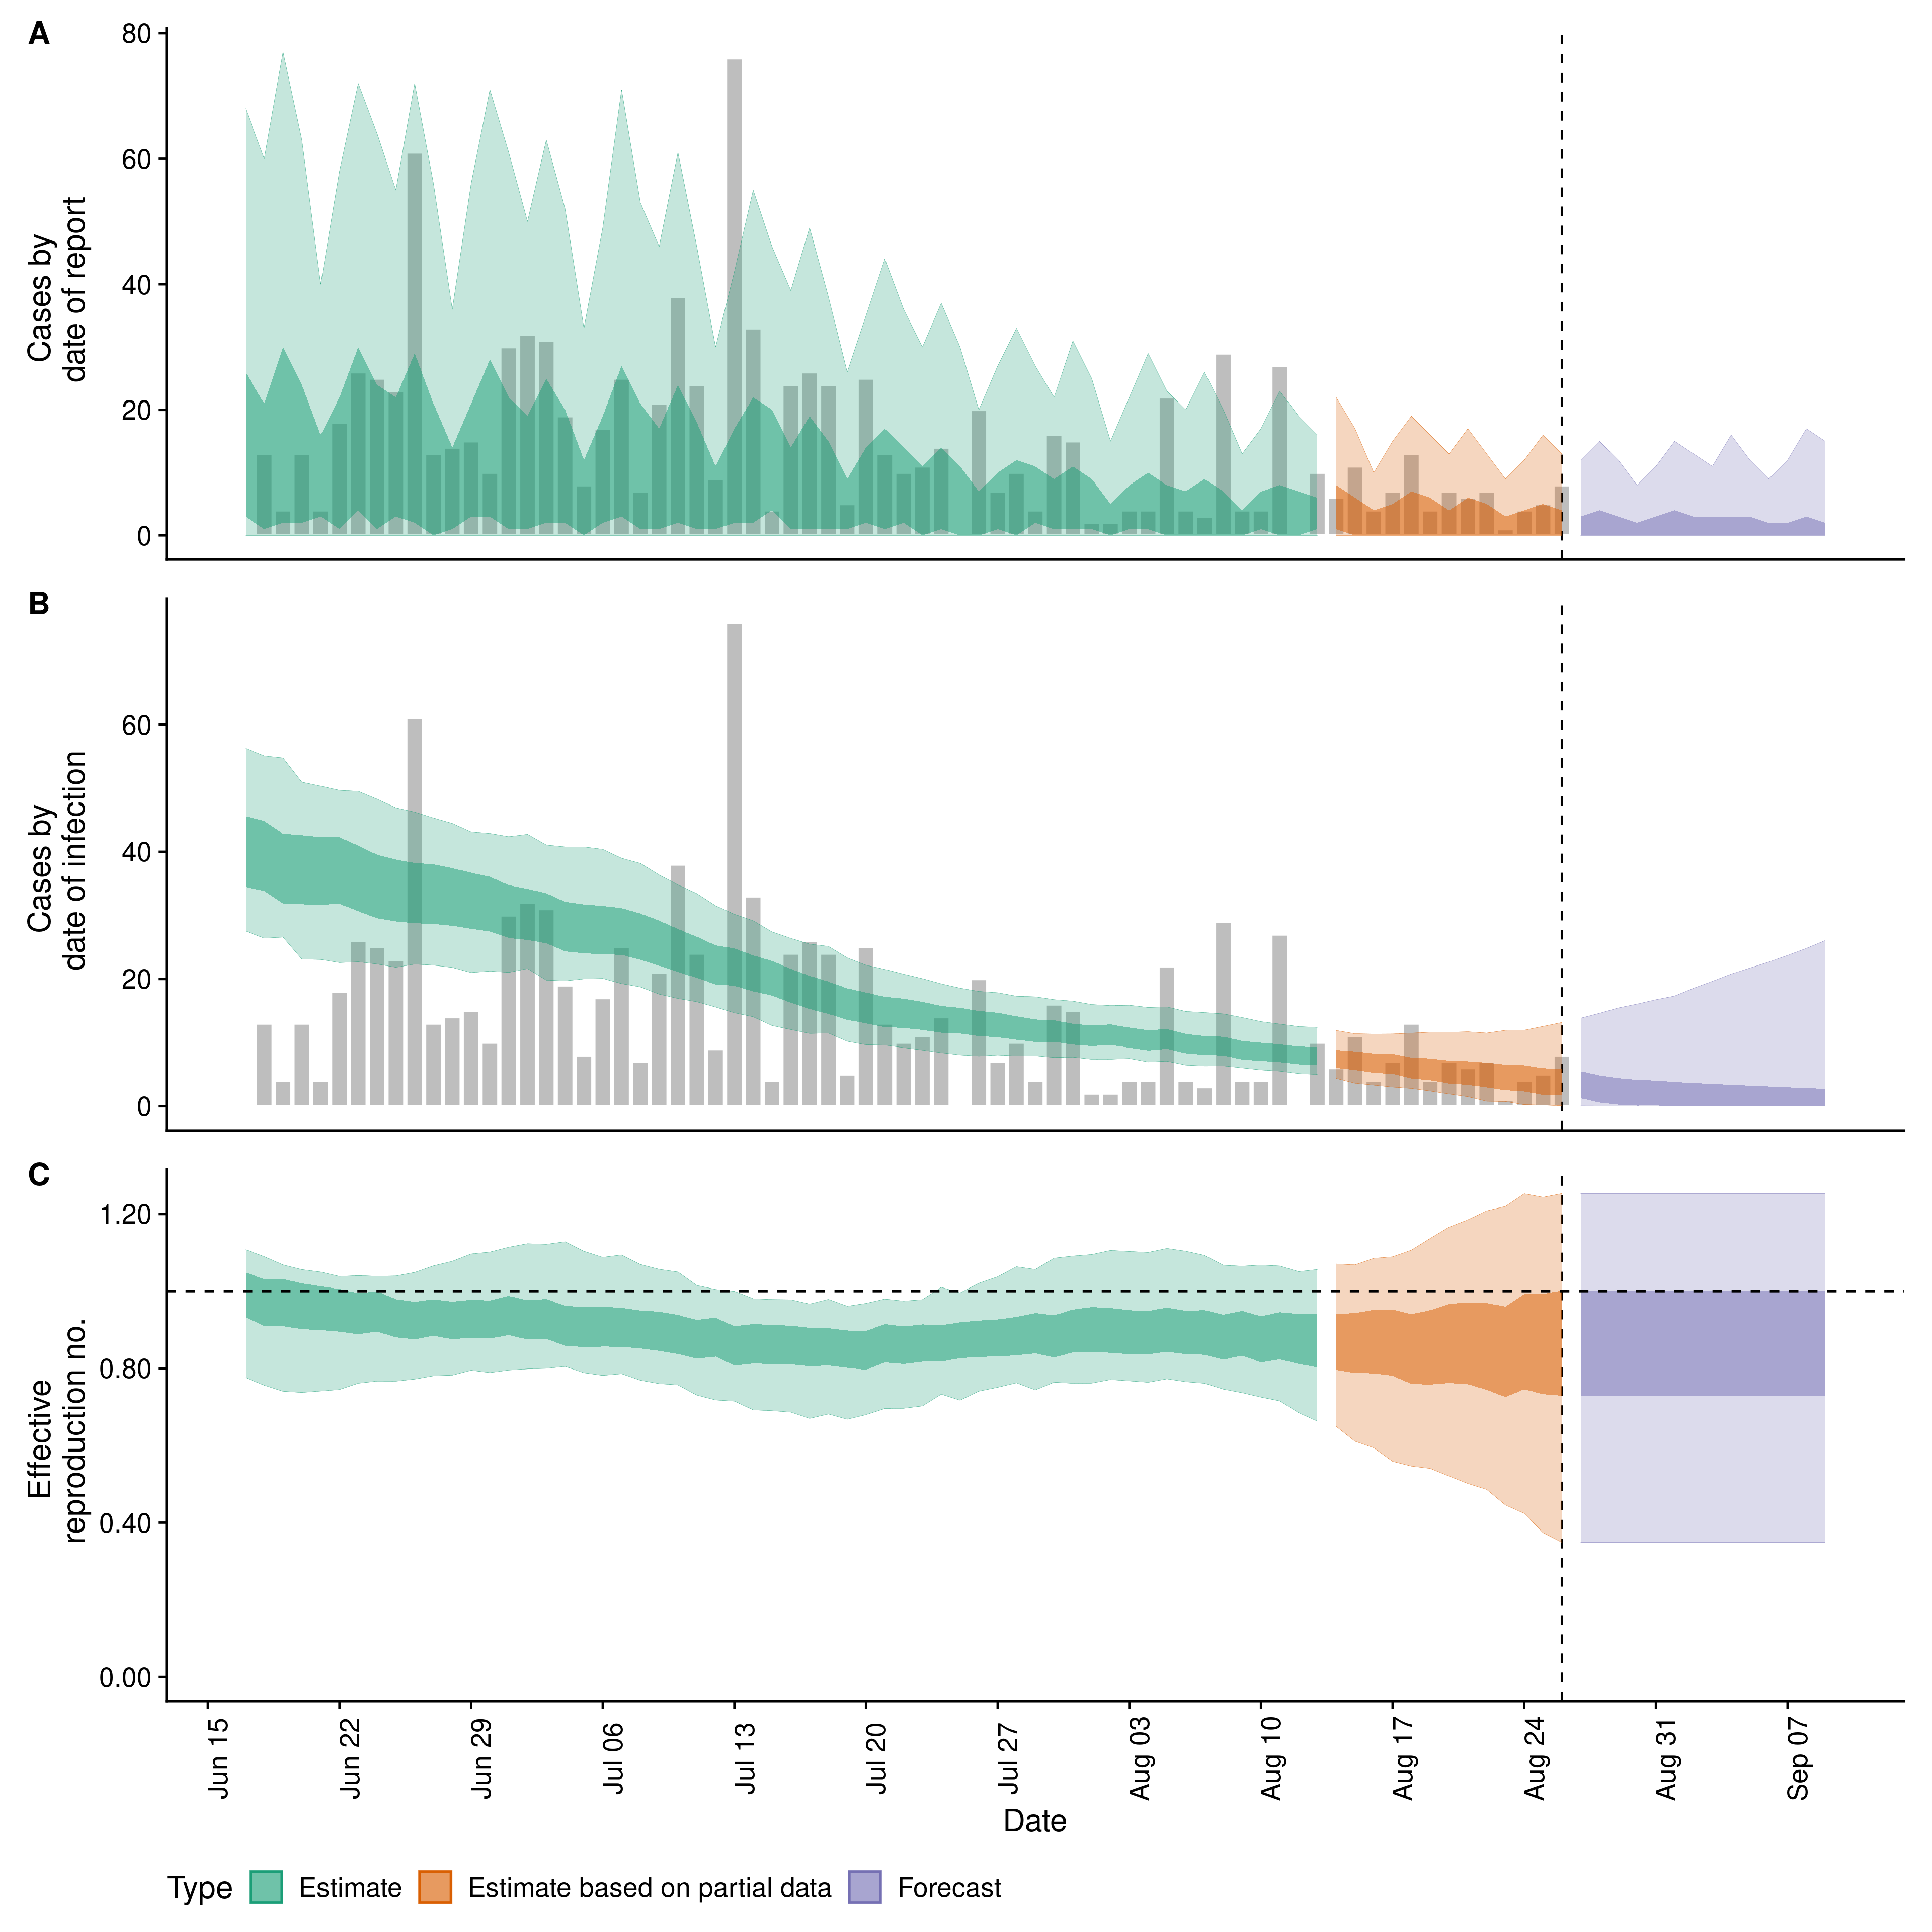 A
80
60
40
20
0
Cases by
date of report
B
60
40
20
0
Cases by
date of infection
C
1.20
0.80
0.40
0.00
Effective
reproduction no.
Jun 15
Jun 22
Jun 29
Jul 06
Jul 13
Jul 20
Jul 27
Aug 03
Aug 10
Aug 17
Aug 24
Aug 31
Sep 07
Date
Type Estimate Estimate based on partial data Forecast